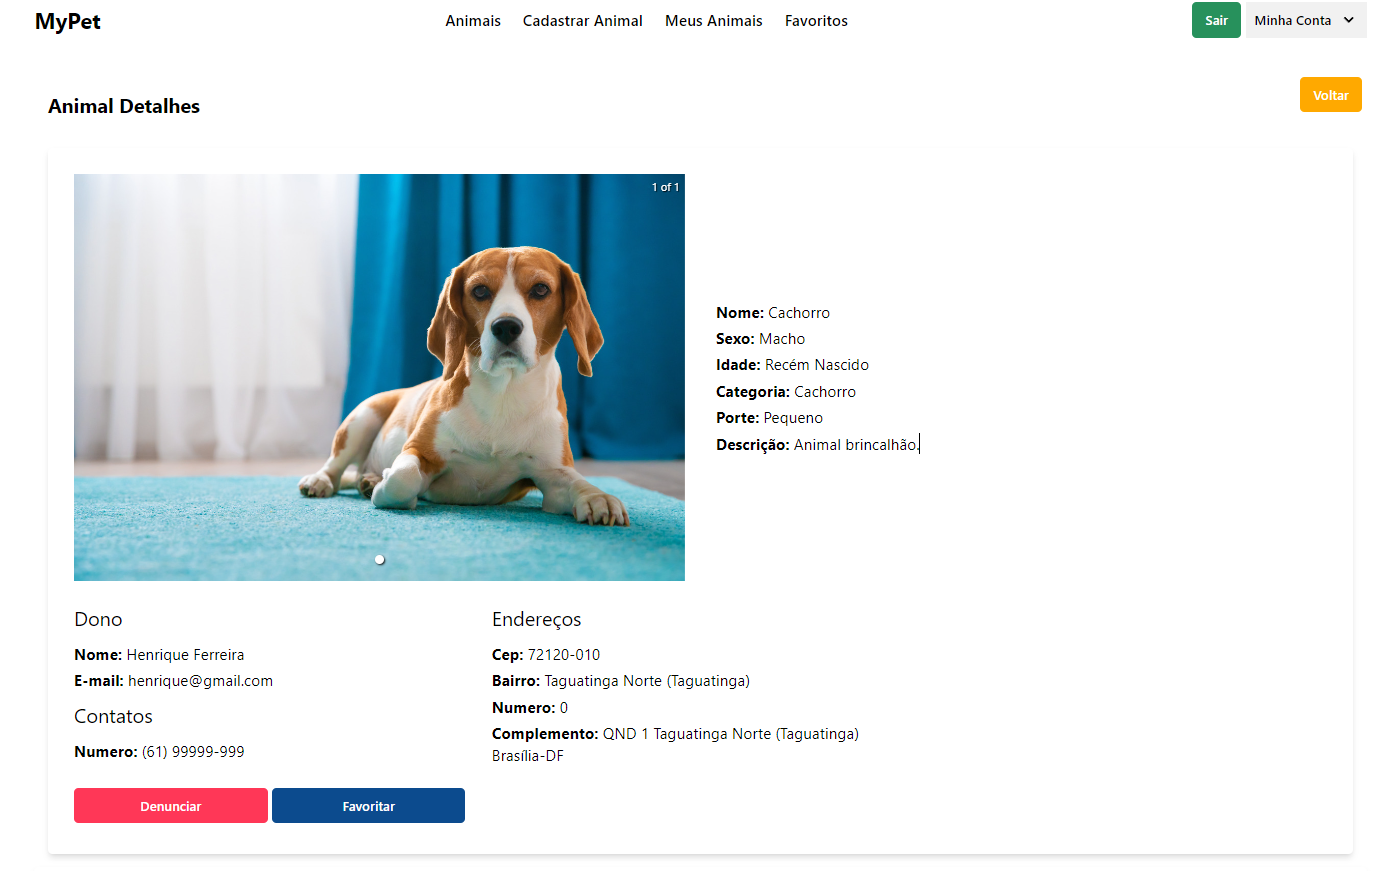 MyPet
Animais
Cadastrar Animal
Meus Animais
Favoritos
Sair
Minha Conta
Animal Detalhes
Voltar
1 of 1
Nome: Cachorro
Sexo: Macho
Idade: Recém Nascido
Categoria: Cachorro
Porte: Pequeno
Descrição: Animal brincalhão.
Dono
Nome: Henrique Ferreira
E-mail: henrique@gmail.com
Contatos
Numero: (61) 99999-999
Endereços
Cep: 72120-010
Bairro: Taguatinga Norte (Taguatinga)
Numero: 0
Complemento: QND 1 Taguatinga Norte (Taguatinga)
Brasília-DF
Denunciar
Favoritar